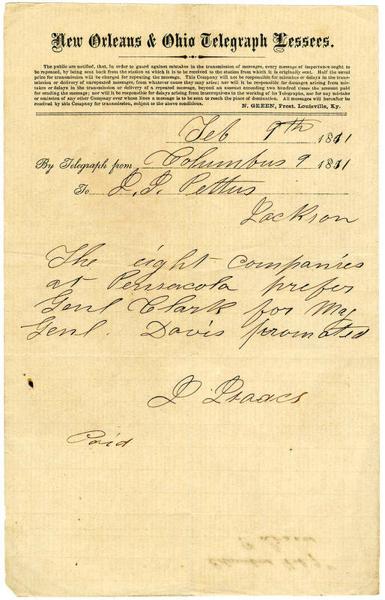 New Orleans & Ohio Telegraph Lessees.
The public are notified, that, in order to guard against mistakes in the transmission of messages, every message of importance ought to
be repeated, by being sent back from the station at which it is to be received to the station from which it is originally sent. Half the usual
price for transmission will be charged for repeating the message. This Company will not be responsible for mistakes or delays in the trans-
mission or delivery of unrepeated messages, from whatever cause they may arise; nor will it be responsible for damages arising from mis-
takes or delays in the transmission or delivery of a repeated message, beyond an amount exceeding two hundred times the amount paid
for sending the message; nor will it be responsible for delays arising from interruptions in the working of its Telegraphs, nor for any mistake
or omission of any other Company over whose lines a message is to be sent to reach the place of destination. All messages will hereafter be
received by this Company for transmission, subject to the above conditions.
N. GREEN, Prest. Louisville, Ky.
Feb 9th 1861
By Telegraph from Columbus 9 1861
To J. J. Pettus
Jackson
The eight companies
at Pensacola prefer
Genl Clark for Maj
Genl. Davis promoted
J Isaacs
Paid